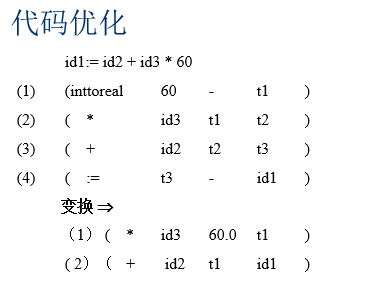 代码优化
id1:= id2 + id3 * 60
(1) (inttoreal 60 - t1 )
(2) ( * id3 t1 t2 )
(3) ( + id2 t2 t3 )
(4) ( := t3 - id1 )
变换 ⇒
（1） ( * id3 60.0 t1 )
( 2 ) （ + id2 t1 id1 )